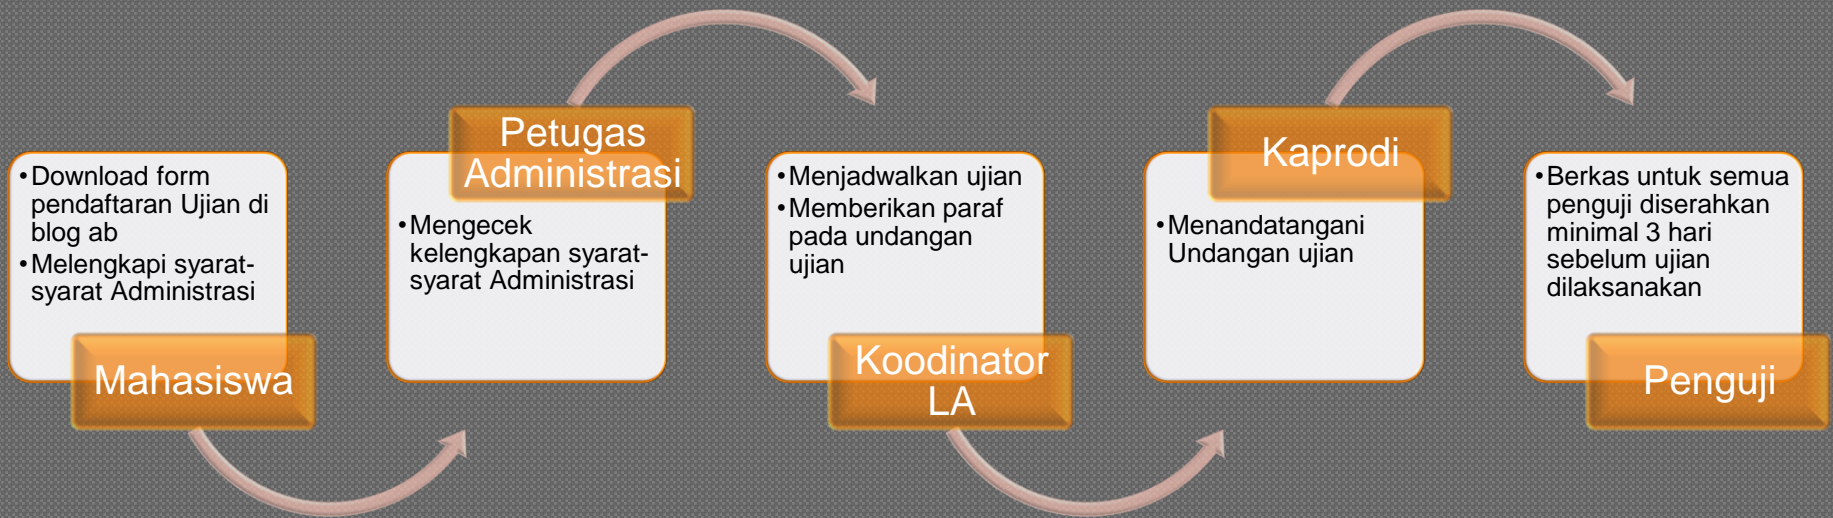 •Download form
pendaftaran Ujian di
blog ab
•Melengkapi syarat-
syarat Administrasi
Mahasiswa
Petugas
Administrasi
•Mengecek
kelengkapan syarat-
syarat Administrasi
•Menjadwalkan ujian
•Memberikan paraf
pada undangan
ujian
Koodinator
LA
Kaprodi
•Menandatangani
Undangan ujian
•Berkas untuk semua
penguji diserahkan
minimal 3 hari
sebelum ujian
dilaksanakan
Penguji